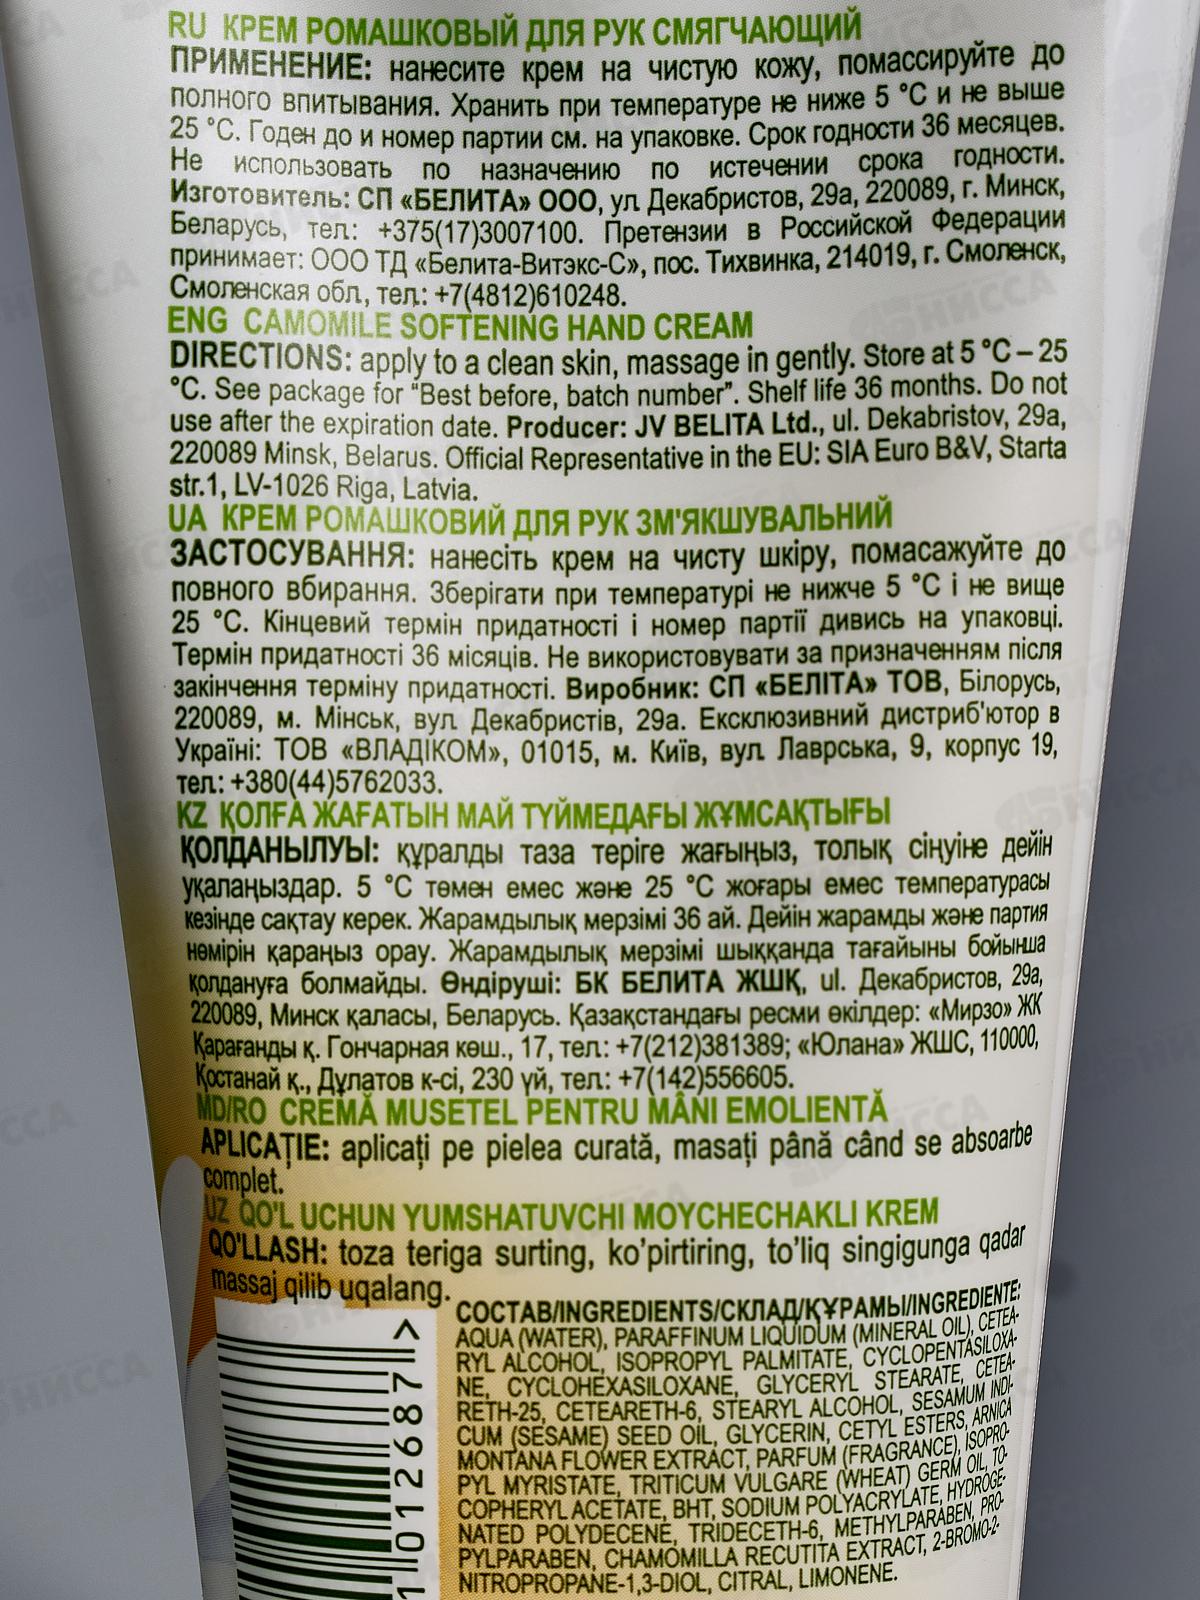 RU КРЕМ РОМАШКОВЫЙ ДЛЯ РУК СМЯГЧАЮЩИЙ
ПРИМЕНЕНИЕ: нанесите крем на чистую кожу, помассируйте до
полного впитывания. Хранить при температуре не ниже 5 °C и не выше
25 °C. Годен до и номер партии см. на упаковке. Срок годности 36 месяцев.
Не использовать по назначению по истечении срока годности.
Изготовитель: СП «БЕЛИТА» ООО, ул. Декабристов, 29а, 220089, г. Минск,
Беларусь, тел.: +375(17)3007100. Претензии в Российской Федерации
принимает: ООО ТД «Белита-Витэкс-С», пос. Тихвинка, 214019, г. Смоленск,
Смоленская обл., тел.: +7(4812)610248.
ENG CAMOMILE SOFTENING HAND CREAM
DIRECTIONS: apply to a clean skin, massage in gently. Store at 5 °C – 25
°C. See package for "Best before, batch number". Shelf life 36 months. Do not
use after the expiration date. Producer: JV BELITA Ltd., ul. Dekabristov, 29a,
220089 Minsk, Belarus. Official Representative in the EU: SIA Euro B&V, Starta
str.1, LV-1026 Riga, Latvia.
UA КРЕМ РОМАШКОВИЙ ДЛЯ РУК ЗМ'ЯКШУВАЛЬНИЙ
ЗАСТОСУВАННЯ: нанесіть крем на чисту шкіру, помасажуйте до
повного вбирання. Зберігати при температурі не нижче 5 °C і не вище
25 °C. Кінцевий термін придатності і номер партії дивись на упаковці.
Термін придатності 36 місяців. Не використовувати за призначенням після
закінчення терміну придатності. Виробник: СП «БЕЛІТА» ТОВ, Білорусь,
220089, м. Мінськ, вул. Декабристів, 29а. Ексклюзивний дистриб'ютор в
Україні: ТОВ «ВЛАДІКОМ», 01015, м. Київ, вул. Лаврська, 9, корпус 19,
тел.: +380(44)5762033.
KZ ҚОЛҒА ЖАҒАТЫН МАЙ ТҮЙМЕДАҒЫ ЖҰМСАҚТЫҒЫ
ҚОЛДАНЫЛУЫ: құралды таза теріге жағыңыз, толық сіңуіне дейін
уқалаңыздар. 5 °C төмен емес және 25 °C жоғары емес температурасы
кезінде сақтау керек. Жарамдылық мерзімі 36 ай. Дейін жарамды және партия
нөмірін қараңыз орау. Жарамдылық мерзімі шыққанда тағайыны бойынша
қолдануға болмайды. Өндіруші: БК БЕЛИТА ЖШҚ, ul. Декабристов, 29а,
220089, Минск қаласы, Беларусь. Қазақстандағы ресми өкілдер: «Мирзо» ЖК
Қарағанды қ. Гончарная көш., 17, тел.: +7(212)381389; «Юлана» ЖШС, 110000,
Қостанай қ., Дұлатов к-сі, 230 үй, тел.: +7(142)556605.
MD/RO CREMĂ MUSETEL PENTRU MÂNI EMOLIENTĂ
APLICAȚIE: aplicați pe pielea curată, masați până când se absoarbe
complet.
UZ QO'L UCHUN YUMSHATUVCHI MOYCHECHAKLI KREM
QO'LLASH: toza teriga surting, ko'pirtiring, to'liq singigunga qadar
massaj qilib uqalang.
СОСТАВ/INGREDIENTS/СКЛАД/ҚҰРАМЫ/INGREDIENTE:
AQUA (WATER), PARAFFINUM LIQUIDUM (MINERAL OIL), CETEA-
RYL ALCOHOL, ISOPROPYL PALMITATE, CYCLOPENTASILOXA-
NE, CYCLOHEXASILOXANE, GLYCERYL STEARATE, CETEA-
RETH-25, CETEARETH-6, STEARYL ALCOHOL, SESAMUM INDI-
CUM (SESAME) SEED OIL, GLYCERIN, CETYL ESTERS, ARNICA
MONTANA FLOWER EXTRACT, PARFUM (FRAGRANCE), ISOPRO-
PYL MYRISTATE, TRITICUM VULGARE (WHEAT) GERM OIL, TO-
COPHERYL ACETATE, BHT, SODIUM POLYACRYLATE, HYDROGE-
NATED POLYDECENE, TRIDECETH-6, METHYLPARABEN, PRO-
PYLPARABEN, CHAMOMILLA RECUTITA EXTRACT, 2-BROMO-2-
NITROPROPANE-1,3-DIOL, CITRAL, LIMONENE.
1 012687 >